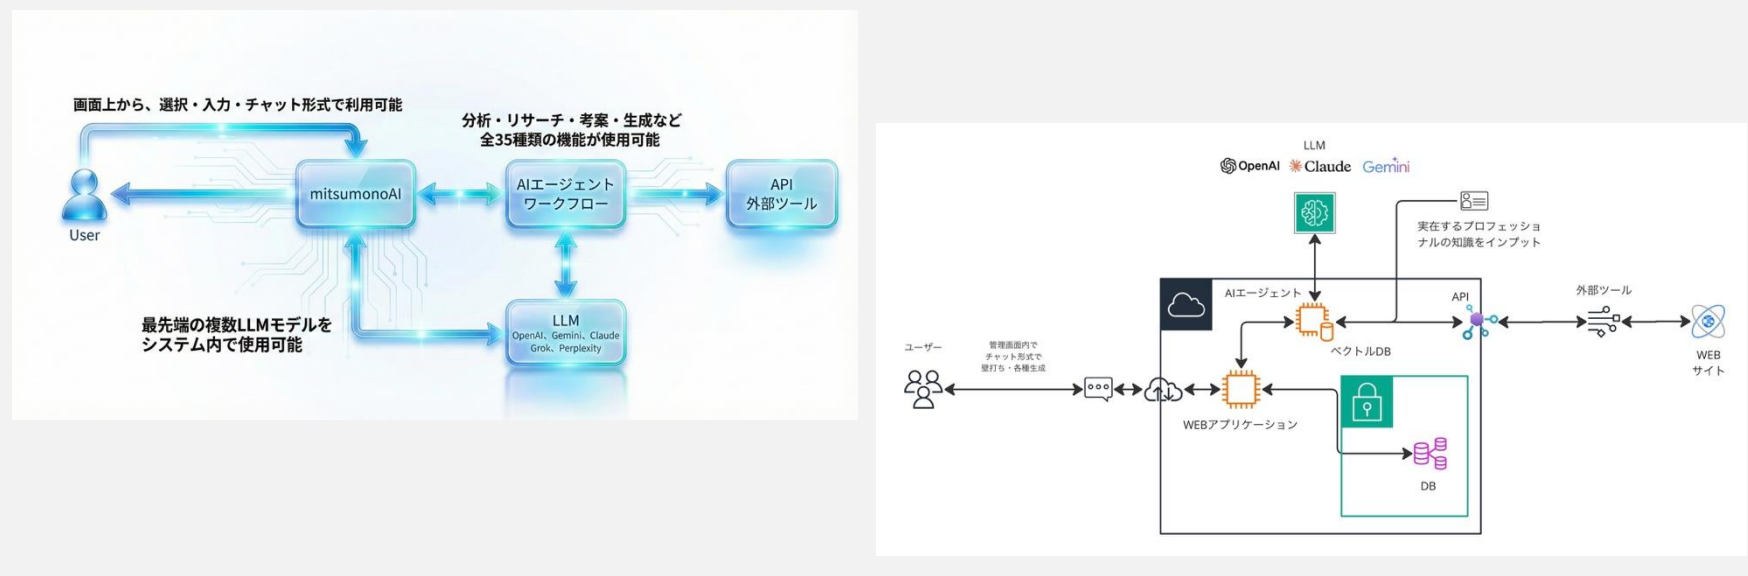 画面上から、選択・入力・チャット形式で利用可能
分析・リサーチ・考案・生成など
全35種類の機能が使用可能
mitsumonoAI
AIエージェント
ワークフロー
API
外部ツール
User
最先端の複数LLMモデルを
システム内で使用可能
LLM
OpenAI、Gemini、Claude
Grok、Perplexity
LLM
OpenAI
Claude
Gemini
実在するプロフェッショ
ナルの知識をインプット
AIエージェント
API
外部ツール
ベクトルDB
WEB
サイト
ユーザー
管理画面内で
チャット形式で
壁打ち・各種生成
WEBアプリケーション
DB